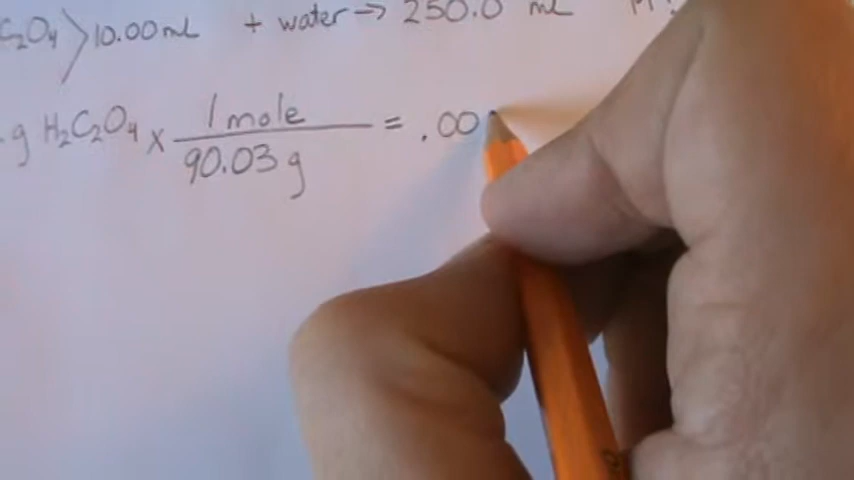 C₂O₄ > 10.00 mL + water → 250.0 mL M?
g H₂C₂O₄ x 1 mole / 90.03 g = .00